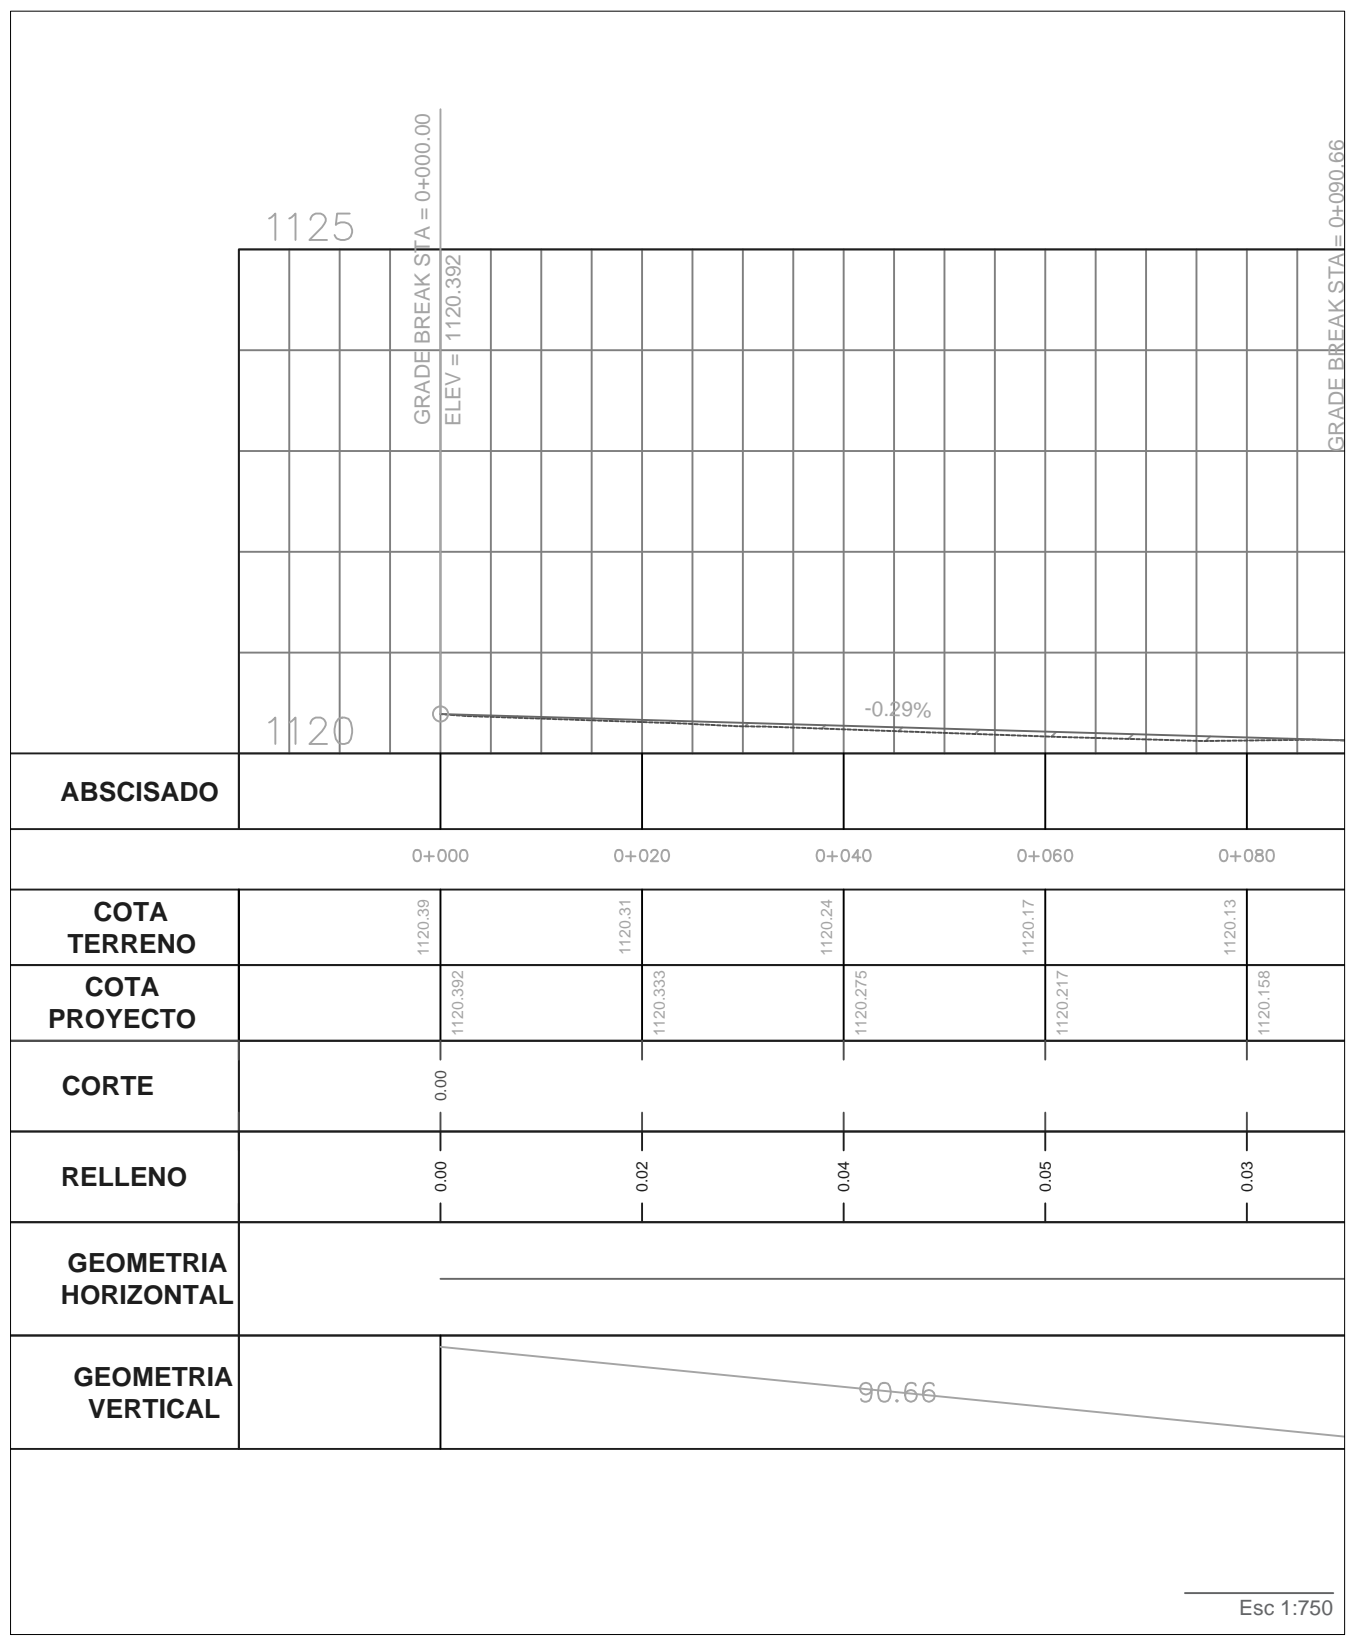 GRADE BREAK STA = 0+000.00
ELEV = 1120.392
GRADE BREAK STA = 0+090.66
1125
1120
-0.29%
ABSCISADO
0+000 0+020 0+040 0+060 0+080
COTA
TERRENO
1120.39 1120.31 1120.24 1120.17 1120.13
COTA
PROYECTO
1120.392 1120.333 1120.275 1120.217 1120.158
CORTE
0.00
RELLENO
0.00 0.02 0.04 0.05 0.03
GEOMETRIA
HORIZONTAL
GEOMETRIA
VERTICAL
90.66
Esc 1:750